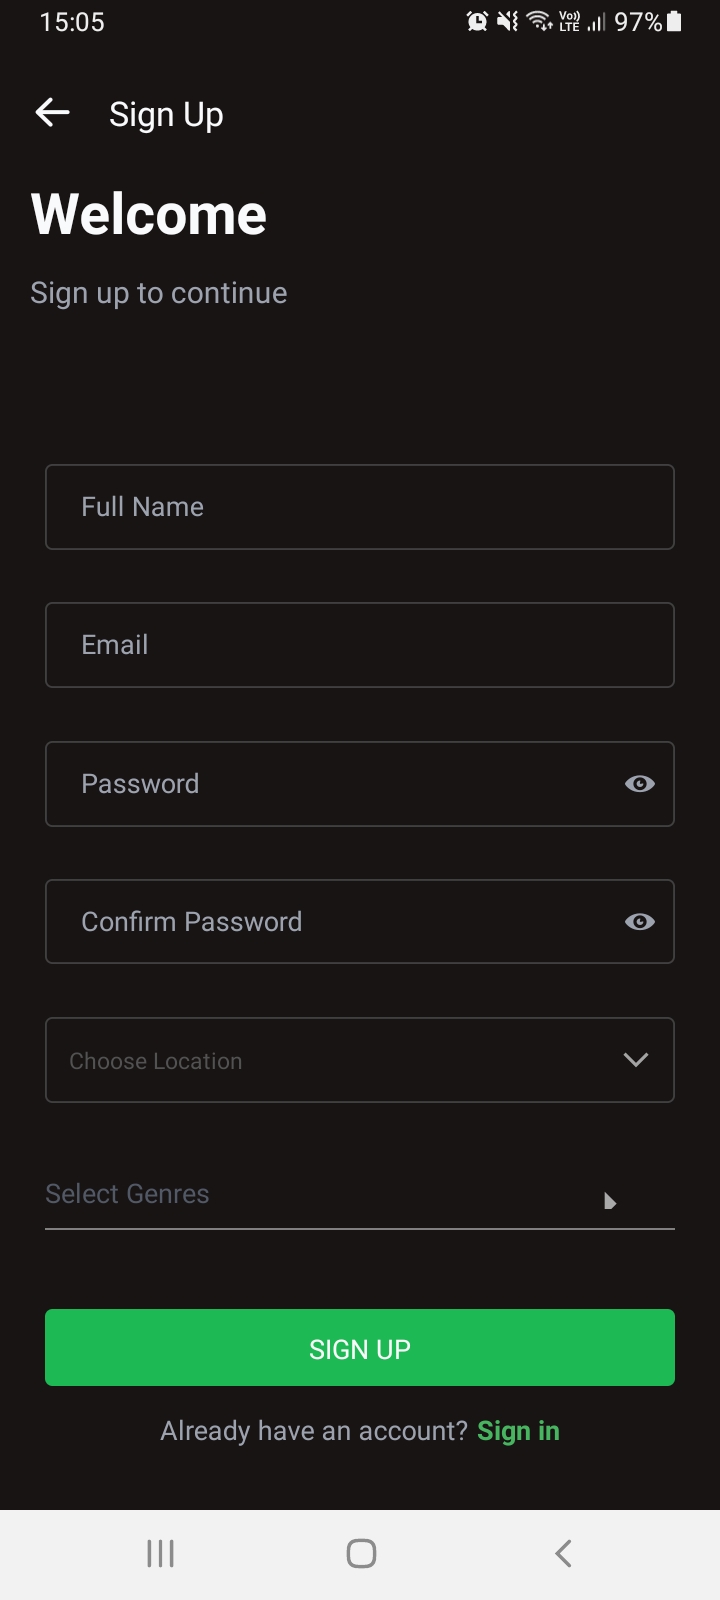 15:05
Vo)) LTE 97%
Sign Up
Welcome
Sign up to continue
Full Name
Email
Password
Confirm Password
Choose Location
Select Genres
SIGN UP
Already have an account? Sign in